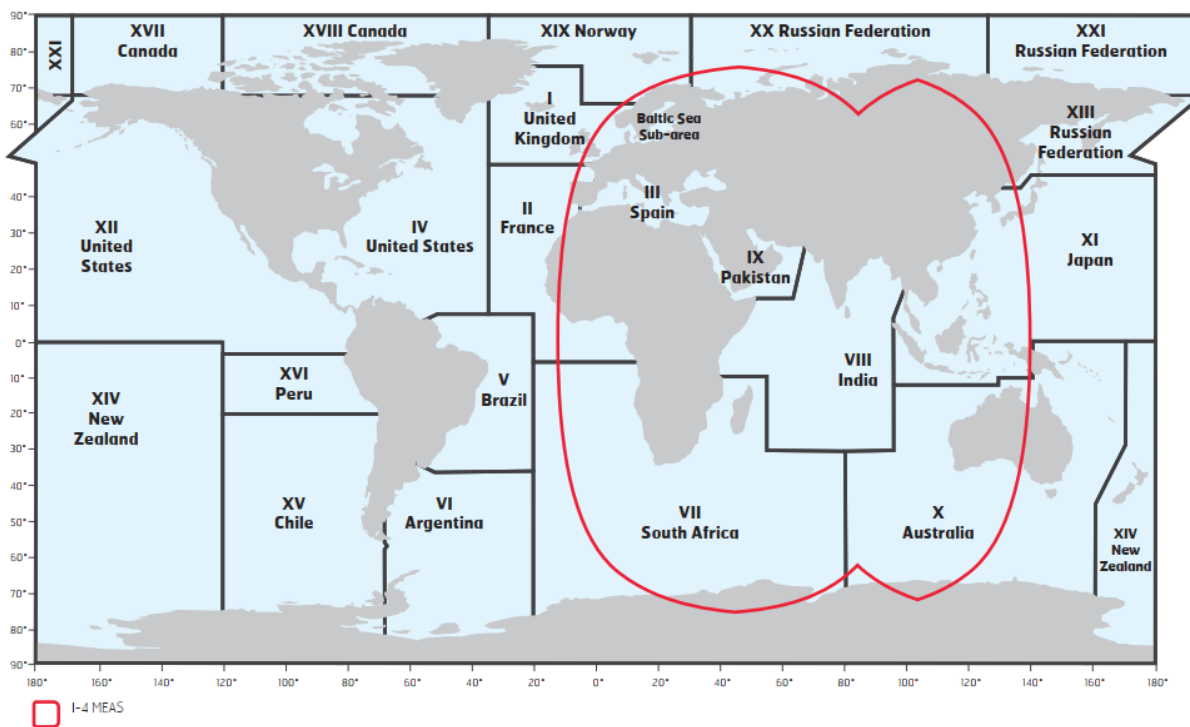 90°
80°
70°
60°
50°
40°
30°
20°
10°
0°
10°
20°
30°
40°
50°
60°
70°
80°
90°
XXI
XVII
Canada
XVIII Canada
XIX Norway
XX Russian Federation
XXI
Russian Federation
I
United
Kingdom
Baltic Sea
Sub-area
XIII
Russian
Federation
XII
United
States
IV
United States
II
France
III
Spain
IX
Pakistan
XI
Japan
XIV
New
Zealand
XVI
Peru
V
Brazil
VIII
India
XV
Chile
VI
Argentina
VII
South Africa
X
Australia
XIV
New
Zealand
180° 160° 140° 120° 100° 80° 60° 40° 20° 0° 20° 40° 60° 80° 100° 120° 140° 160° 180°
I-4 MEAS